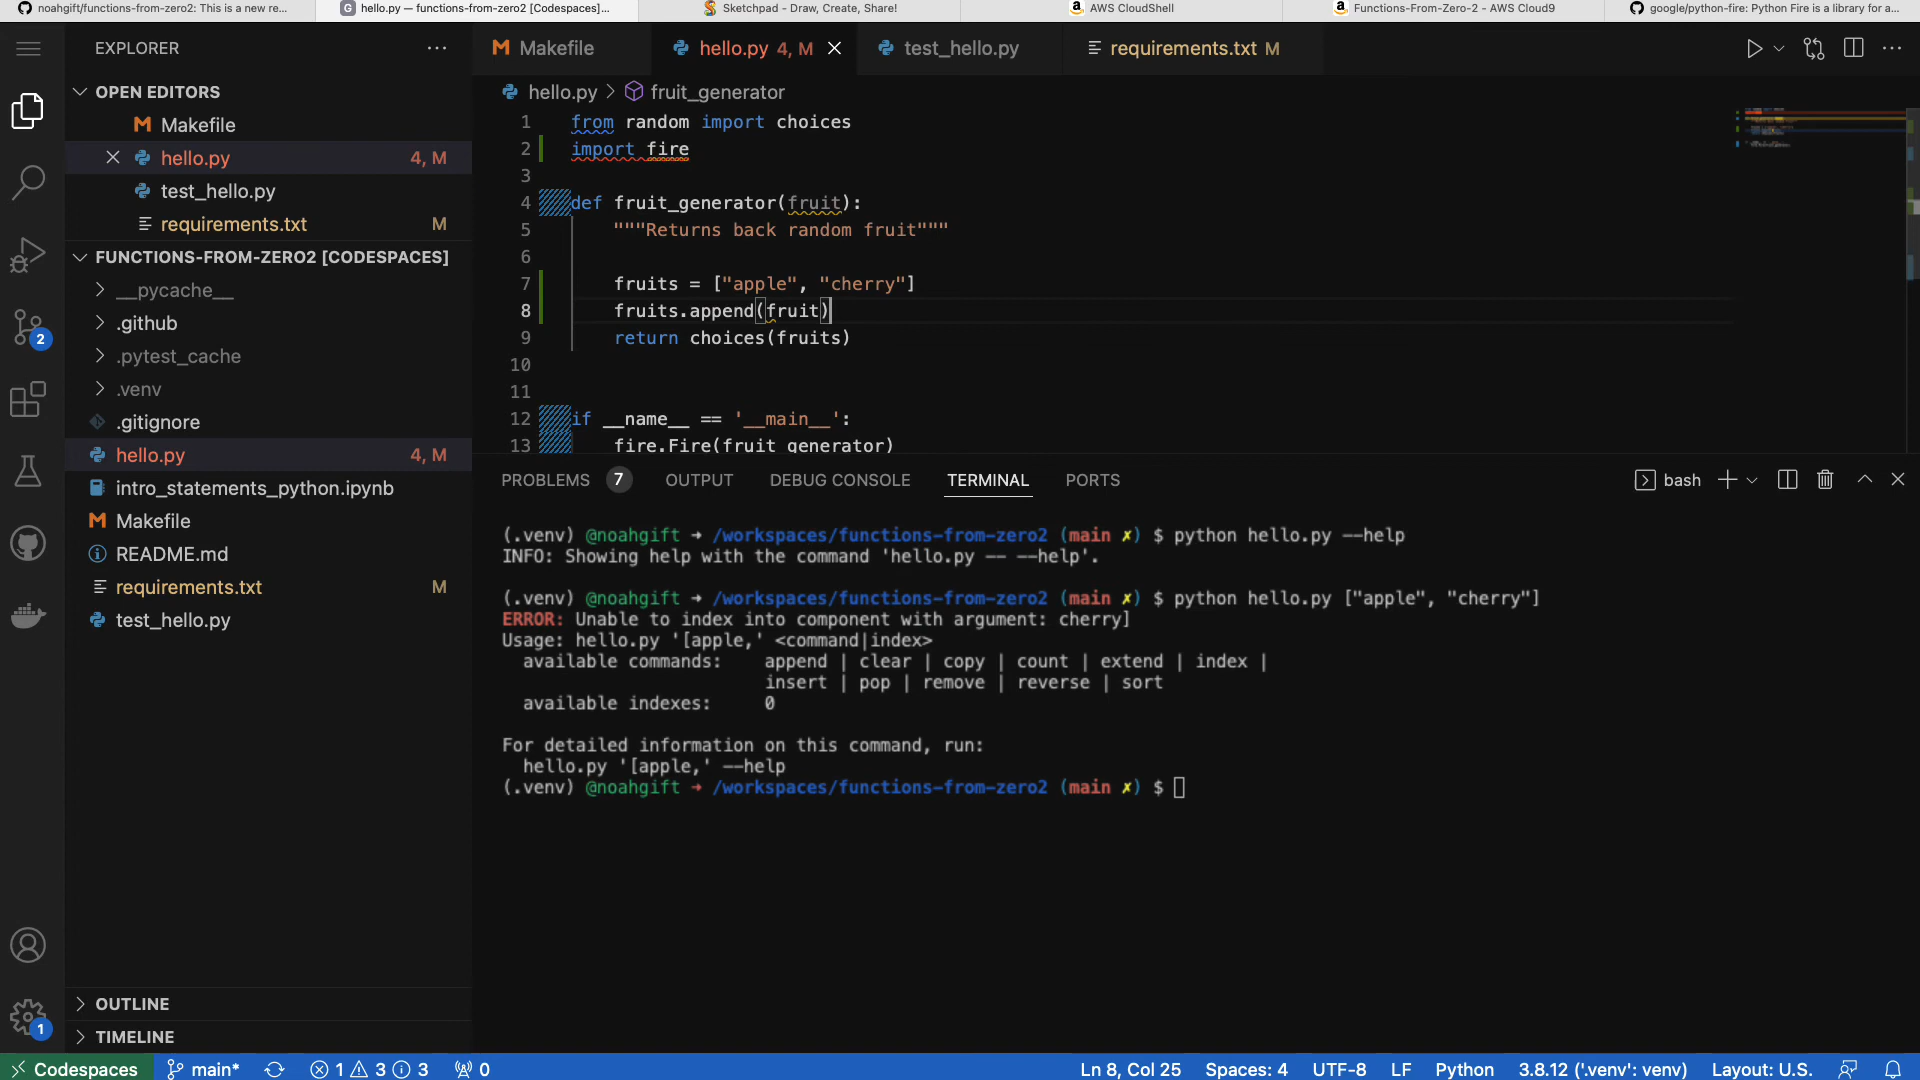 noahgift/functions-from-zero2: This is a new re...
hello.py — functions-from-zero2 [Codespaces]...
Sketchpad - Draw, Create, Share!
AWS CloudShell
Functions-From-Zero-2 - AWS Cloud9
google/python-fire: Python Fire is a library for a...
EXPLORER
Makefile
hello.py 4, M
test_hello.py
requirements.txt M
OPEN EDITORS
Makefile
hello.py 4, M
test_hello.py
requirements.txt M
FUNCTIONS-FROM-ZERO2 [CODESPACES]
__pycache__
.github
.pytest_cache
.venv
.gitignore
hello.py 4, M
intro_statements_python.ipynb
Makefile
README.md
requirements.txt M
test_hello.py
OUTLINE
TIMELINE
2
1
hello.py > fruit_generator
1 from random import choices
2 import fire
3
4 def fruit_generator(fruit):
5 """Returns back random fruit"""
6
7 fruits = ["apple", "cherry"]
8 fruits.append(fruit)
9 return choices(fruits)
10
11
12 if __name__ == '__main__':
13 fire.Fire(fruit_generator)
PROBLEMS 7 OUTPUT DEBUG CONSOLE TERMINAL PORTS
bash
(.venv) @noahgift ➜ /workspaces/functions-from-zero2 (main ✗) $ python hello.py --help
INFO: Showing help with the command 'hello.py -- --help'.
(.venv) @noahgift ➜ /workspaces/functions-from-zero2 (main ✗) $ python hello.py ["apple", "cherry"]
ERROR: Unable to index into component with argument: cherry]
Usage: hello.py '[apple,' <command|index>
available commands: append | clear | copy | count | extend | index |
insert | pop | remove | reverse | sort
available indexes: 0
For detailed information on this command, run:
hello.py '[apple,' --help
(.venv) @noahgift ➜ /workspaces/functions-from-zero2 (main ✗) $
Codespaces main* 1 3 3 0 Ln 8, Col 25 Spaces: 4 UTF-8 LF Python 3.8.12 ('.venv': venv) Layout: U.S.